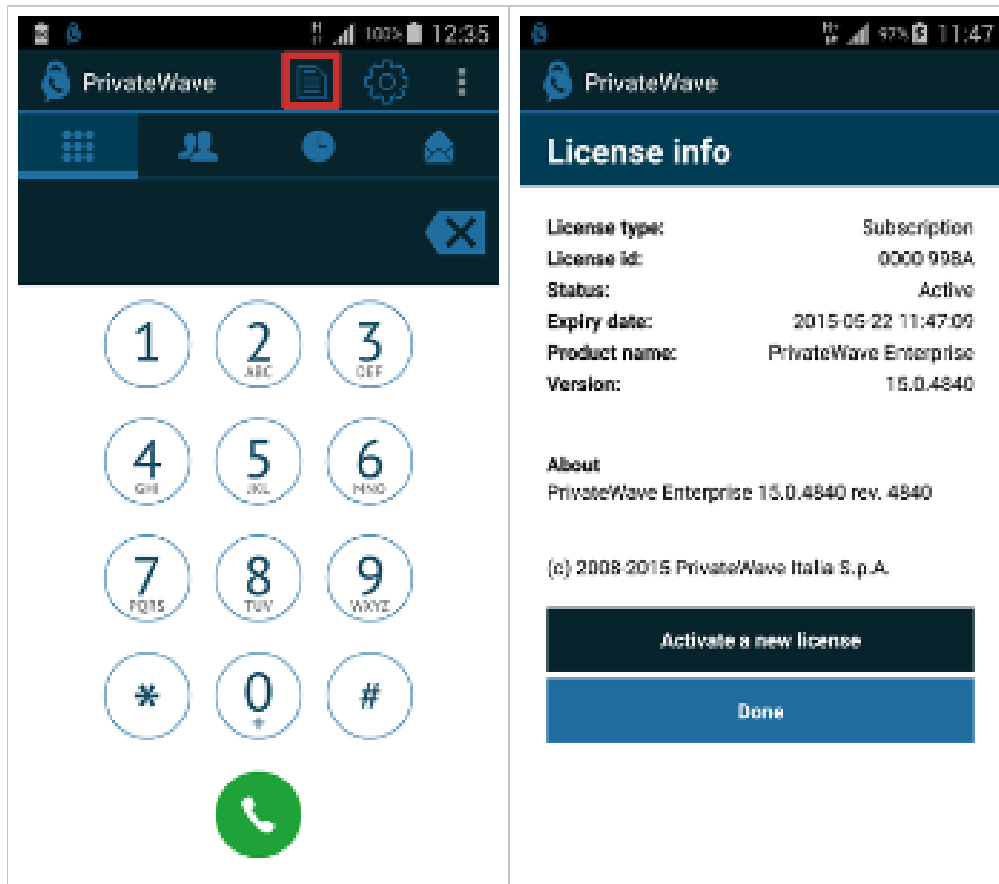 100% 12:35
PrivateWave
1
2
ABC
3
DEF
4
GHI
5
JKL
6
MNO
7
PQRS
8
TUV
9
WXYZ
*
0
+
#
97% 11:47
PrivateWave
License info
License type: Subscription
License id: 0000 998A
Status: Active
Expiry date: 2015-05-22 11:47:09
Product name: PrivateWave Enterprise
Version: 15.0.4840
About
PrivateWave Enterprise 15.0.4840 rev. 4840
(c) 2008-2015 PrivateWave Italia S.p.A.
Activate a new license
Done